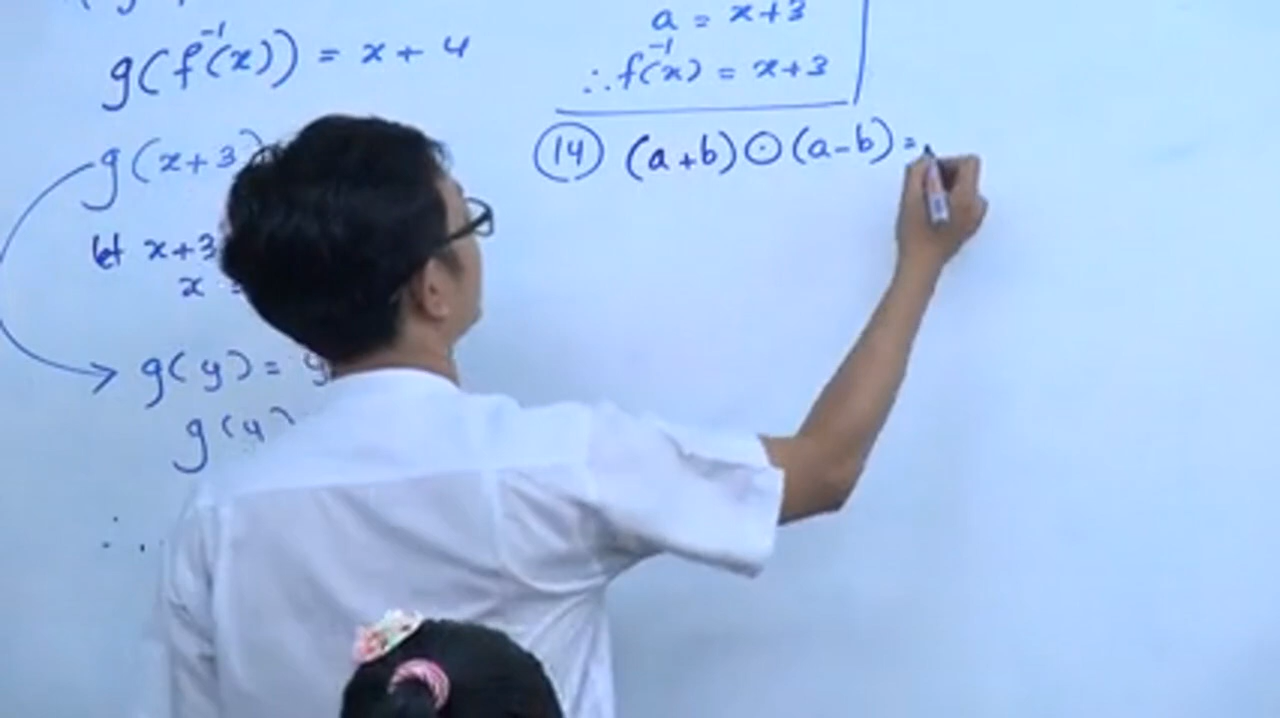 g(f⁻¹(x)) = x + 4
g(x+3)
let x+3
x =
g(y) =
g(y)
a = x+3
∴ f⁻¹(x) = x+3
14 (a+b) ⊙ (a-b) =